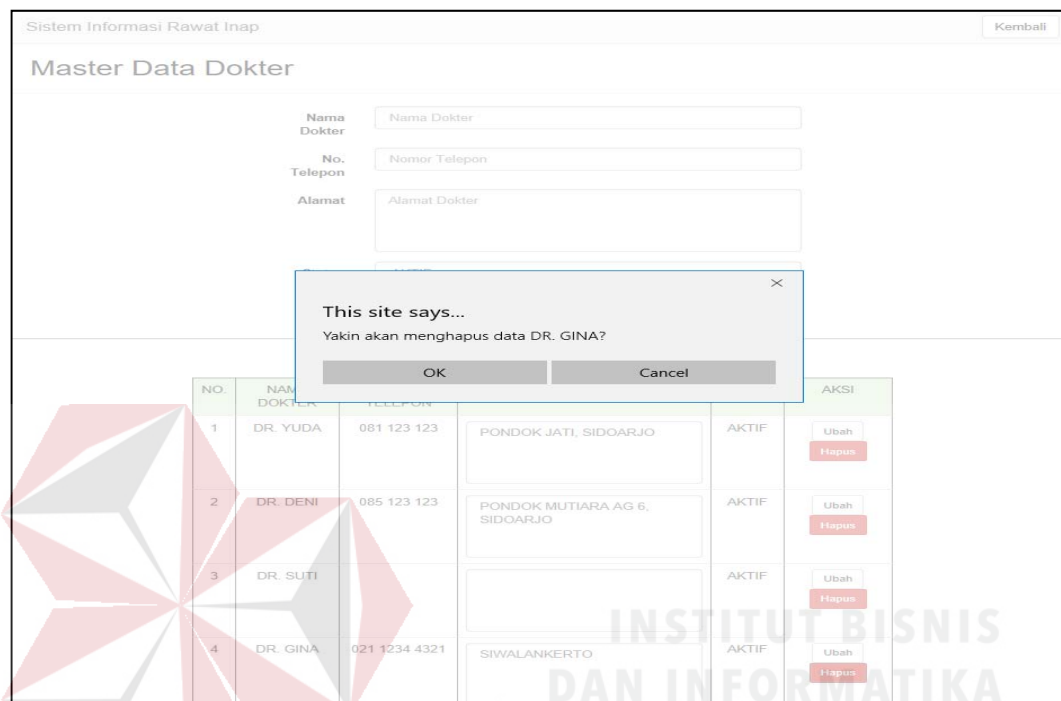 Sistem Informasi Rawat Inap
Kembali
Master Data Dokter
Nama
Dokter
Nama Dokter
No.
Telepon
Nomor Telepon
Alamat
Alamat Dokter
This site says...
Yakin akan menghapus data DR. GINA?
OK
Cancel
NO.
DOKTER
TELEPON
AKSI
1
DR. YUDA
081 123 123
PONDOK JATI, SIDOARJO
AKTIF
Ubah
Hapus
2
DR. DENI
085 123 123
PONDOK MUTIARA AG 6,
SIDOARJO
AKTIF
Ubah
Hapus
3
DR. SUTI
AKTIF
Ubah
Hapus
4
DR. GINA
021 1234 4321
SIWALANKERTO
AKTIF
Ubah
Hapus
INSTITUT BISNIS
DAN INFORMATIKA